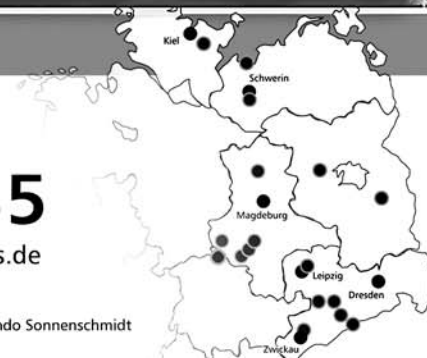 Kiel
Schwerin
5
s.de
Magdeburg
Leipzig
Dresden
ndo Sonnenschmidt
Zwickau